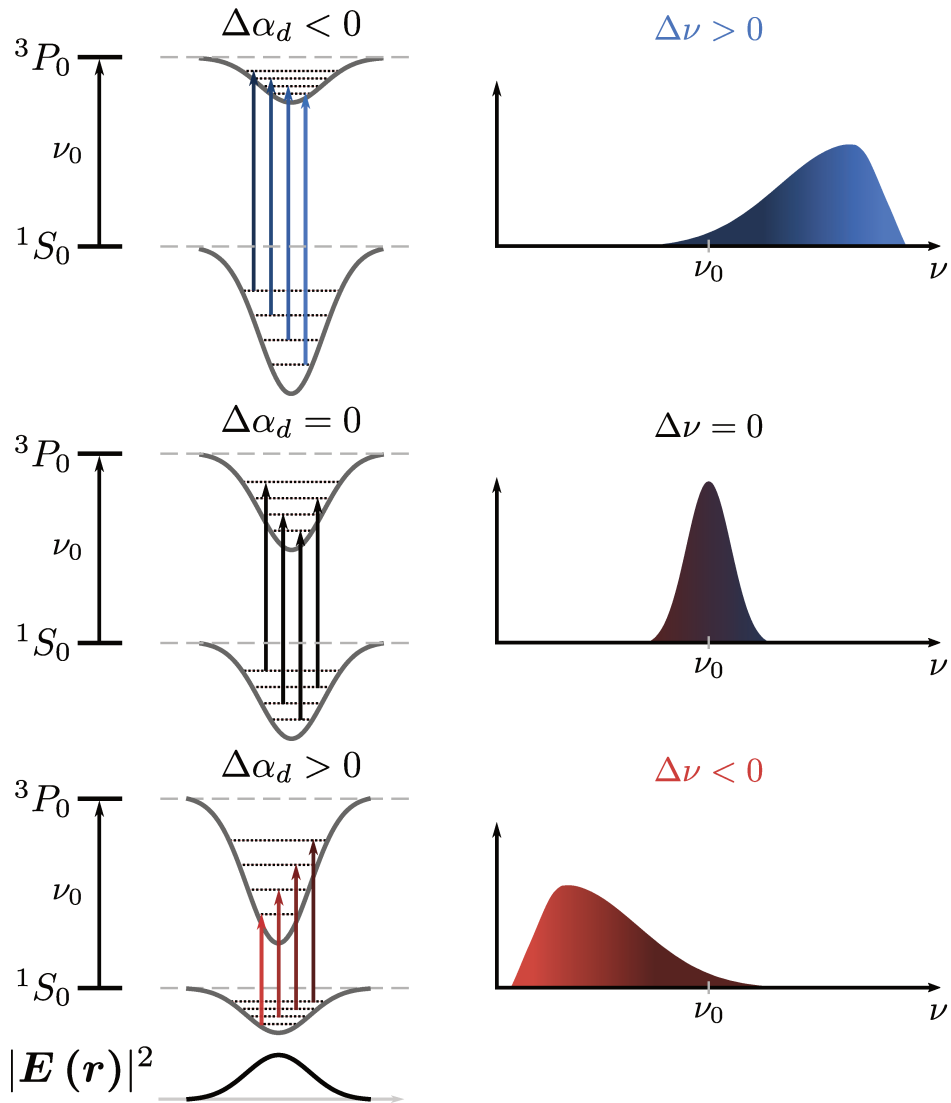 Δα_d < 0
Δν > 0
³P₀
ν₀
¹S₀
ν₀
ν
Δα_d = 0
Δν = 0
³P₀
ν₀
¹S₀
ν₀
ν
Δα_d > 0
Δν < 0
³P₀
ν₀
¹S₀
ν₀
ν
|E (r)|²